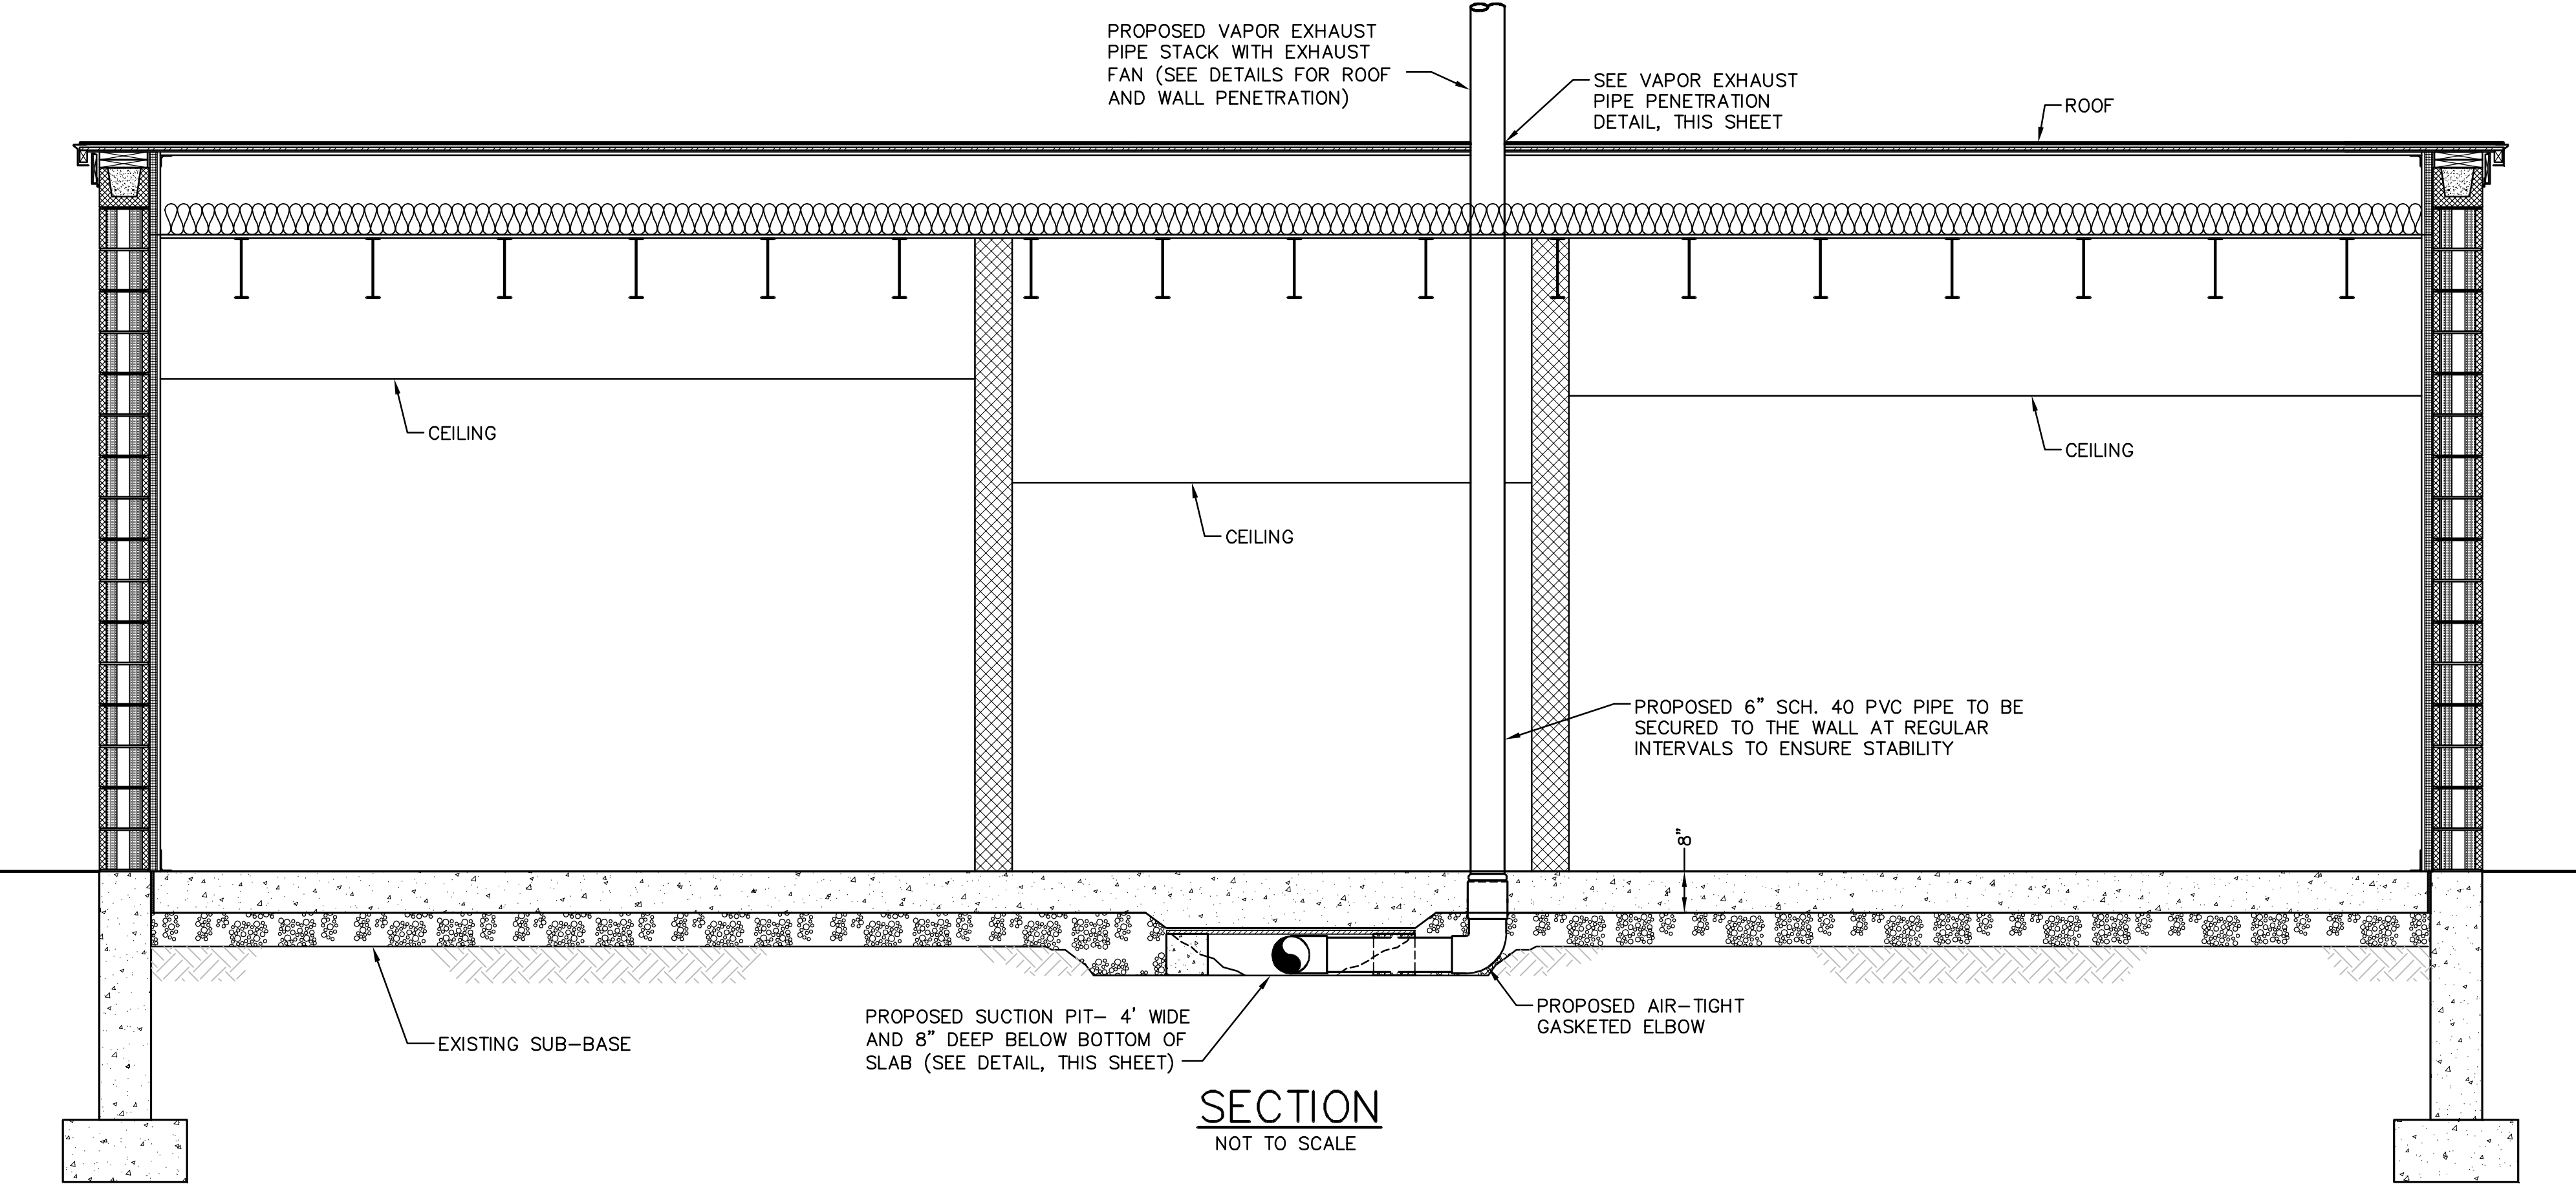 PROPOSED VAPOR EXHAUST
PIPE STACK WITH EXHAUST
FAN (SEE DETAILS FOR ROOF
AND WALL PENETRATION)
SEE VAPOR EXHAUST
PIPE PENETRATION
DETAIL, THIS SHEET
ROOF
CEILING
CEILING
CEILING
PROPOSED 6" SCH. 40 PVC PIPE TO BE
SECURED TO THE WALL AT REGULAR
INTERVALS TO ENSURE STABILITY
8"
PROPOSED AIR-TIGHT
GASKETED ELBOW
PROPOSED SUCTION PIT- 4' WIDE
AND 8" DEEP BELOW BOTTOM OF
SLAB (SEE DETAIL, THIS SHEET)
EXISTING SUB-BASE
SECTION
NOT TO SCALE